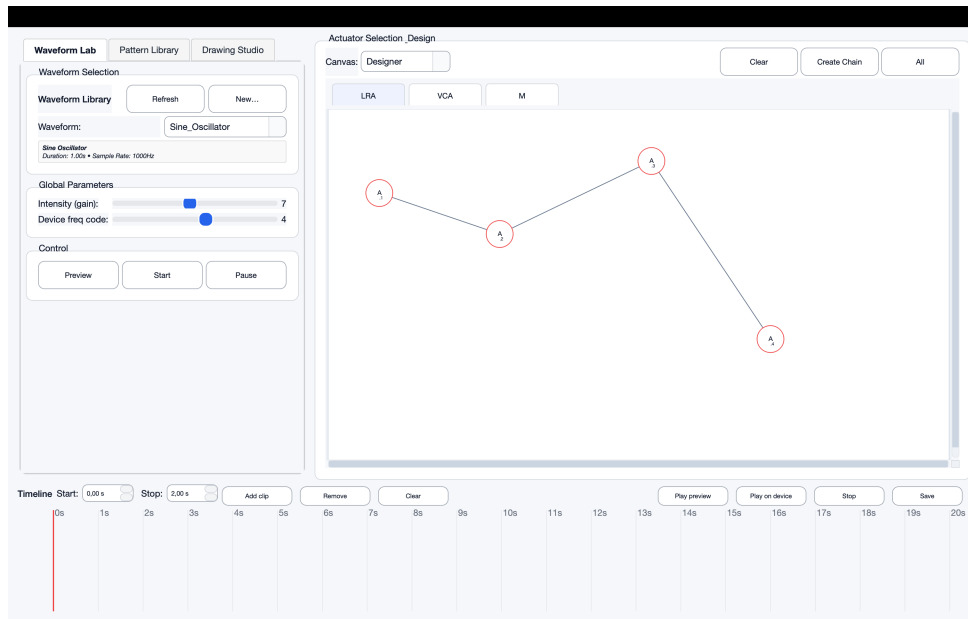 Actuator Selection _Design
Waveform Lab Pattern Library Drawing Studio
Canvas: Designer Clear Create Chain All
Waveform Selection
Waveform Library Refresh New...
LRA VCA M
Waveform: Sine_Oscillator
Sine Oscillator
Duration: 1.00s • Sample Rate: 1000Hz
Global Parameters
Intensity (gain): 7
Device freq code: 4
Control
Preview Start Pause
A
1
A
2
A
3
A
4
Timeline Start: 0,00 s Stop: 2,00 s Add clip Remove Clear Play preview Play on device Stop Save
0s 1s 2s 3s 4s 5s 6s 7s 8s 9s 10s 11s 12s 13s 14s 15s 16s 17s 18s 19s 20s